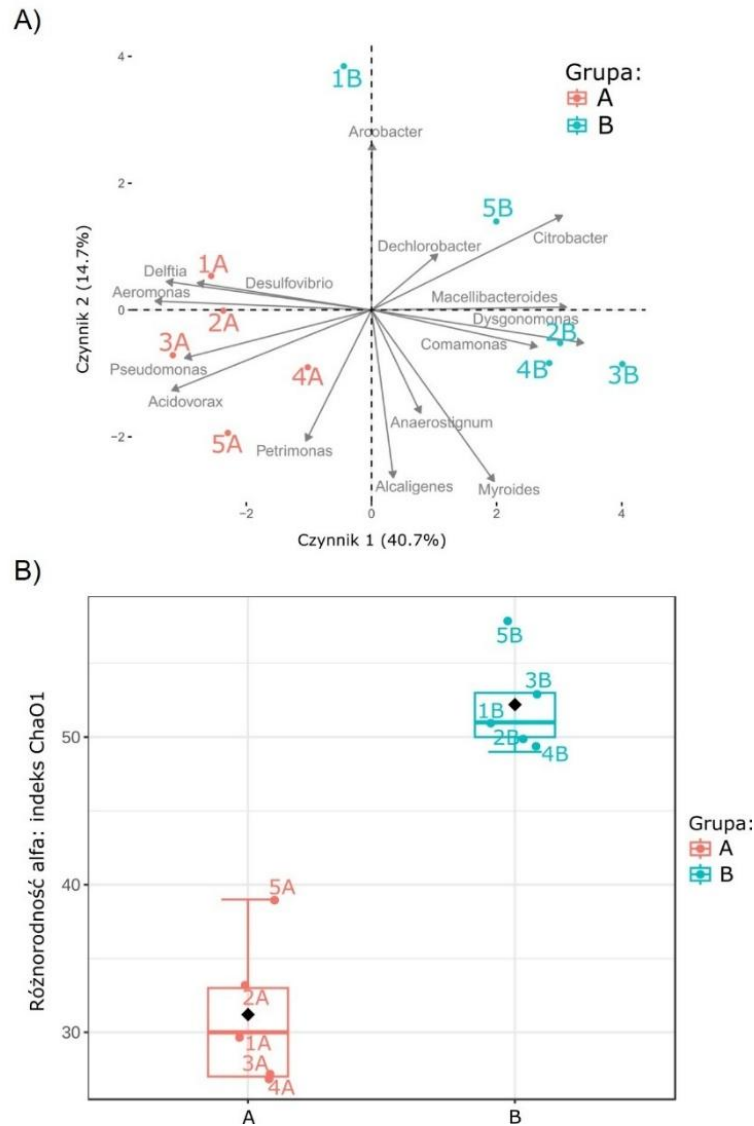 A)
4
1B
Grupa:
A
B
Arcobacter
2
5B
Citrobacter
Dechlorobacter
1A
Delftia
Desulfovibrio
Aeromonas
Macellibacteroides
0
2A
Dysgonomonas
3A
Comamonas
2B
Pseudomonas
4A
4B
3B
Acidovorax
Anaerostignum
-2
5A
Petrimonas
Alcaligenes
Myroides
Czynnik 2 (14.7%)
-2
0
2
4
Czynnik 1 (40.7%)
B)
5B
3B
1B
50
2B
4B
Różnorodność alfa: indeks ChaO1
Grupa:
A
B
40
5A
2A
30
1A
3A
4A
A
B